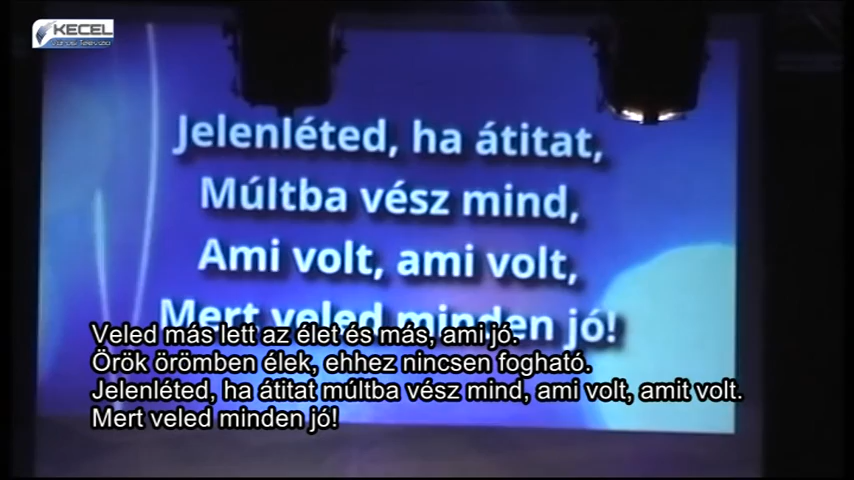 KECEL
Városi Televízió
Jelenléted, ha átitat,
Múltba vész mind,
Ami volt, ami volt,
Mert veled minden jó!
Veled más lett az élet és más, ami jó.
Örök örömben élek, ehhez nincsen fogható.
Jelenléted, ha átitat múltba vész mind, ami volt, amit volt.
Mert veled minden jó!